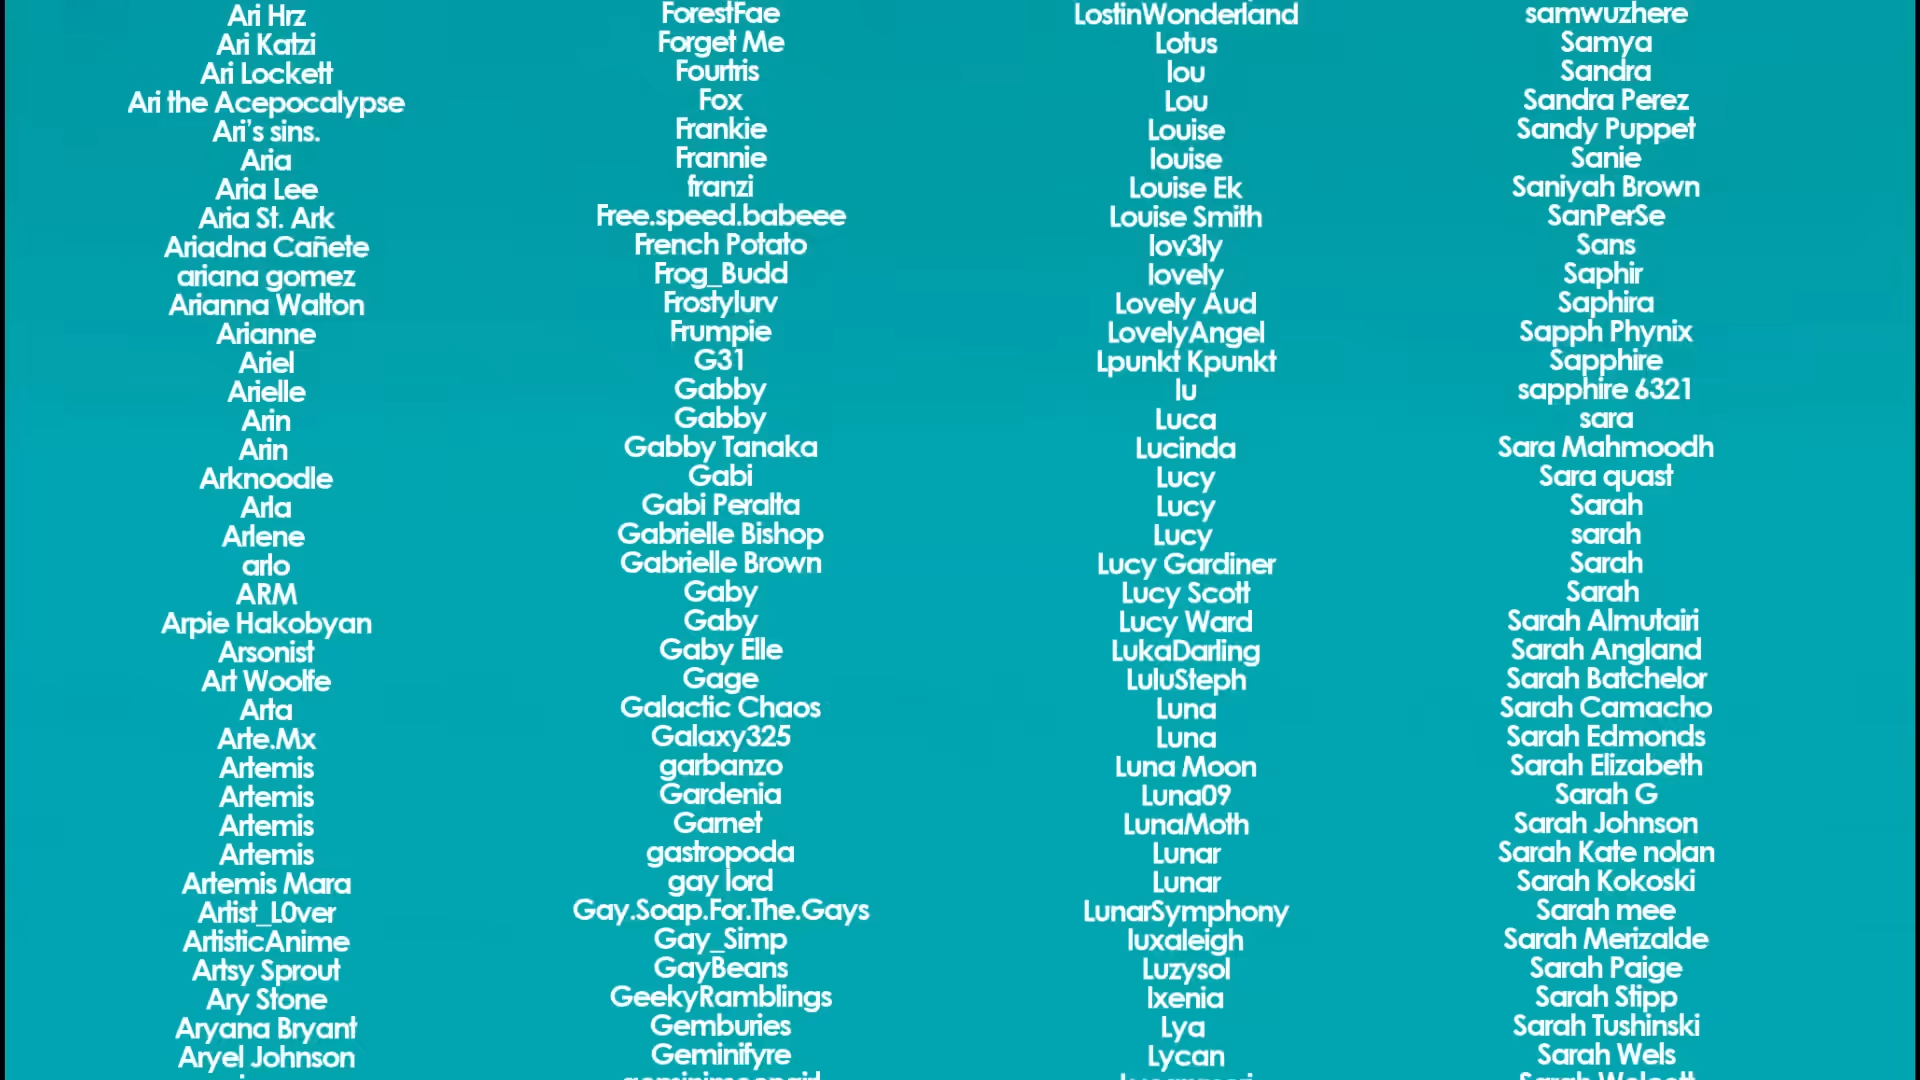 Ari Hrz
Ari Katzi
Ari Lockett
Ari the Acepocalypse
Ari's sins.
Aria
Aria Lee
Aria St. Ark
Ariadna Cañete
ariana gomez
Arianna Walton
Arianne
Ariel
Arielle
Arin
Arin
Arknoodle
Arla
Arlene
arlo
ARM
Arpie Hakobyan
Arsonist
Art Woolfe
Arta
Arte.Mx
Artemis
Artemis
Artemis
Artemis
Artemis Mara
Artist_L0ver
ArtisticAnime
Artsy Sprout
Ary Stone
Aryana Bryant
Aryel Johnson
ForestFae
Forget Me
Fourtris
Fox
Frankie
Frannie
franzi
Free.speed.babeee
French Potato
Frog_Budd
Frostylurv
Frumpie
G31
Gabby
Gabby
Gabby Tanaka
Gabi
Gabi Peralta
Gabrielle Bishop
Gabrielle Brown
Gaby
Gaby
Gaby Elle
Gage
Galactic Chaos
Galaxy325
garbanzo
Gardenia
Garnet
gastropoda
gay lord
Gay.Soap.For.The.Gays
Gay_Simp
GayBeans
GeekyRamblings
Gemburies
Geminifyre
LostinWonderland
Lotus
lou
Lou
Louise
louise
Louise Ek
Louise Smith
lov3ly
lovely
Lovely Aud
LovelyAngel
Lpunkt Kpunkt
lu
Luca
Lucinda
Lucy
Lucy
Lucy
Lucy Gardiner
Lucy Scott
Lucy Ward
LukaDarling
LuluSteph
Luna
Luna
Luna Moon
Luna09
LunaMoth
Lunar
Lunar
LunarSymphony
luxaleigh
Luzysol
lxenia
Lya
Lycan
samwuzhere
Samya
Sandra
Sandra Perez
Sandy Puppet
Sanie
Saniyah Brown
SanPerSe
Sans
Saphir
Saphira
Sapph Phynix
Sapphire
sapphire 6321
sara
Sara Mahmoodh
Sara quast
Sarah
sarah
Sarah
Sarah
Sarah Almutairi
Sarah Angland
Sarah Batchelor
Sarah Camacho
Sarah Edmonds
Sarah Elizabeth
Sarah G
Sarah Johnson
Sarah Kate nolan
Sarah Kokoski
Sarah mee
Sarah Merizalde
Sarah Paige
Sarah Stipp
Sarah Tushinski
Sarah Wels